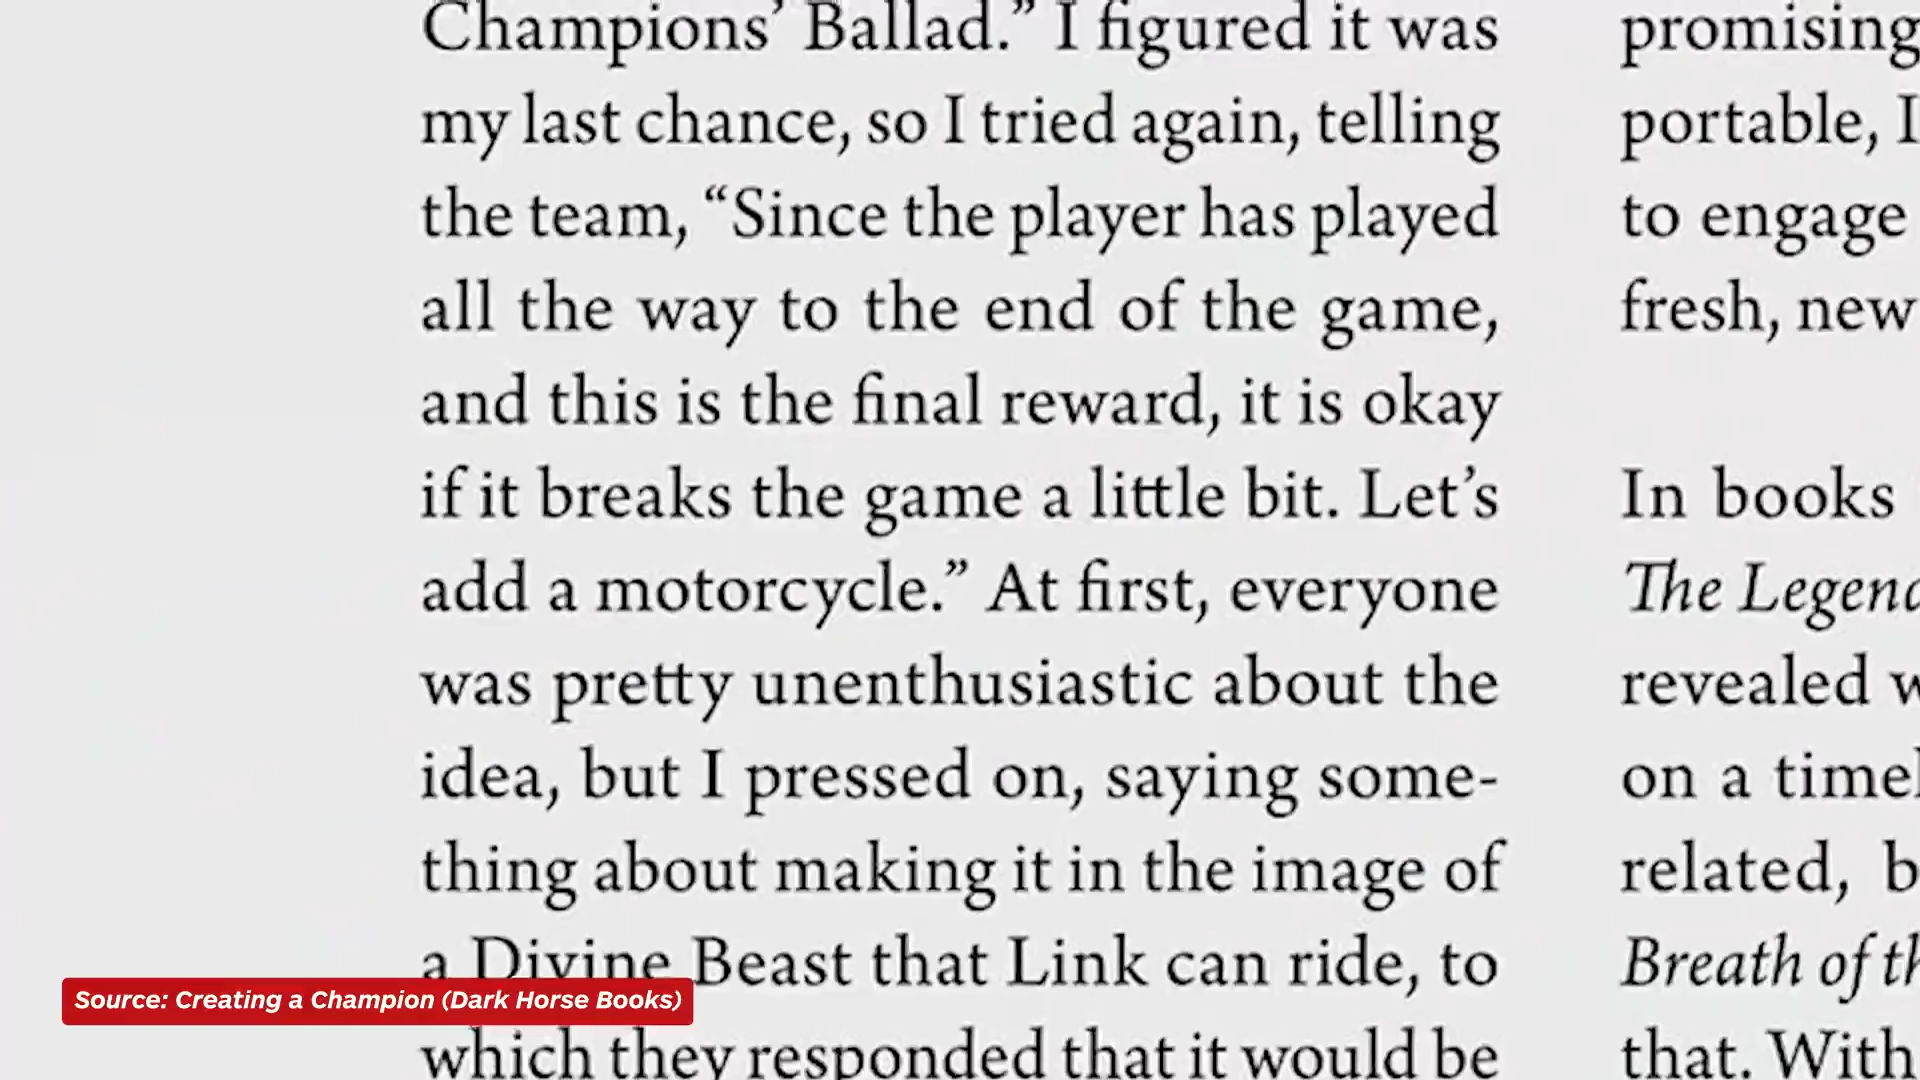 Champions’ Ballad.” I figured it was
my last chance, so I tried again, telling
the team, “Since the player has played
all the way to the end of the game,
and this is the final reward, it is okay
if it breaks the game a little bit. Let’s
add a motorcycle.” At first, everyone
was pretty unenthusiastic about the
idea, but I pressed on, saying some-
thing about making it in the image of
a Divine Beast that Link can ride, to
which they responded that it would be
promising
portable, I
to engage
fresh, new
In books
The Legend
revealed w
on a timel
related, b
Breath of th
that. With
Source: Creating a Champion (Dark Horse Books)